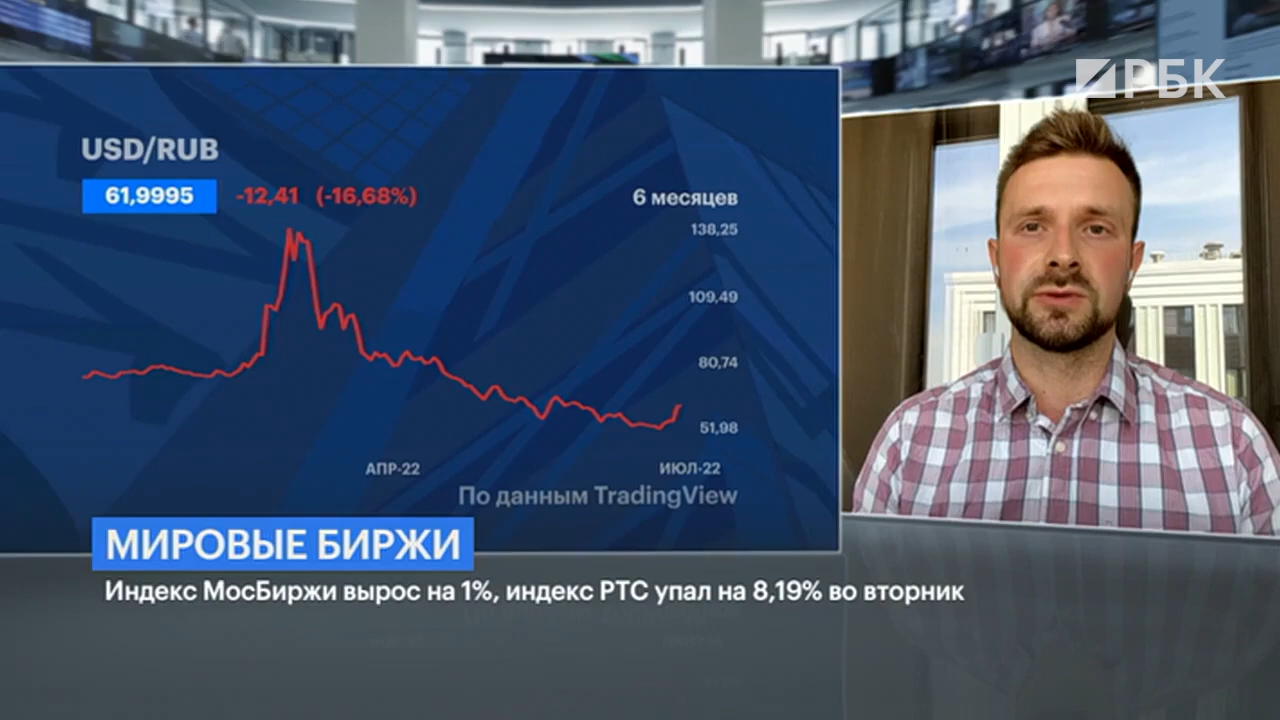 РБК
USD/RUB
61,9995 -12,41 (-16,68%)
6 месяцев
138,25
109,49
80,74
51,98
АПР-22 ИЮЛ-22
По данным TradingView
МИРОВЫЕ БИРЖИ
Индекс МосБиржи вырос на 1%, индекс РТС упал на 8,19% во вторник